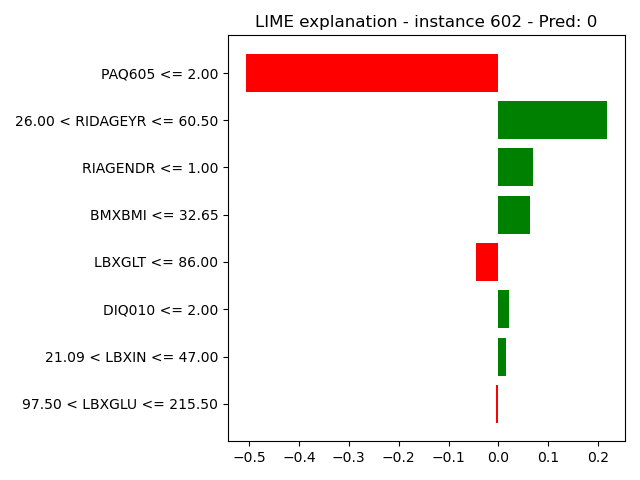 LIME explanation - instance 602 - Pred: 0
PAQ605 <= 2.00
26.00 < RIDAGEYR <= 60.50
RIAGENDR <= 1.00
BMXBMI <= 32.65
LBXGLT <= 86.00
DIQ010 <= 2.00
21.09 < LBXIN <= 47.00
97.50 < LBXGLU <= 215.50
−0.5 −0.4 −0.3 −0.2 −0.1 0.0 0.1 0.2